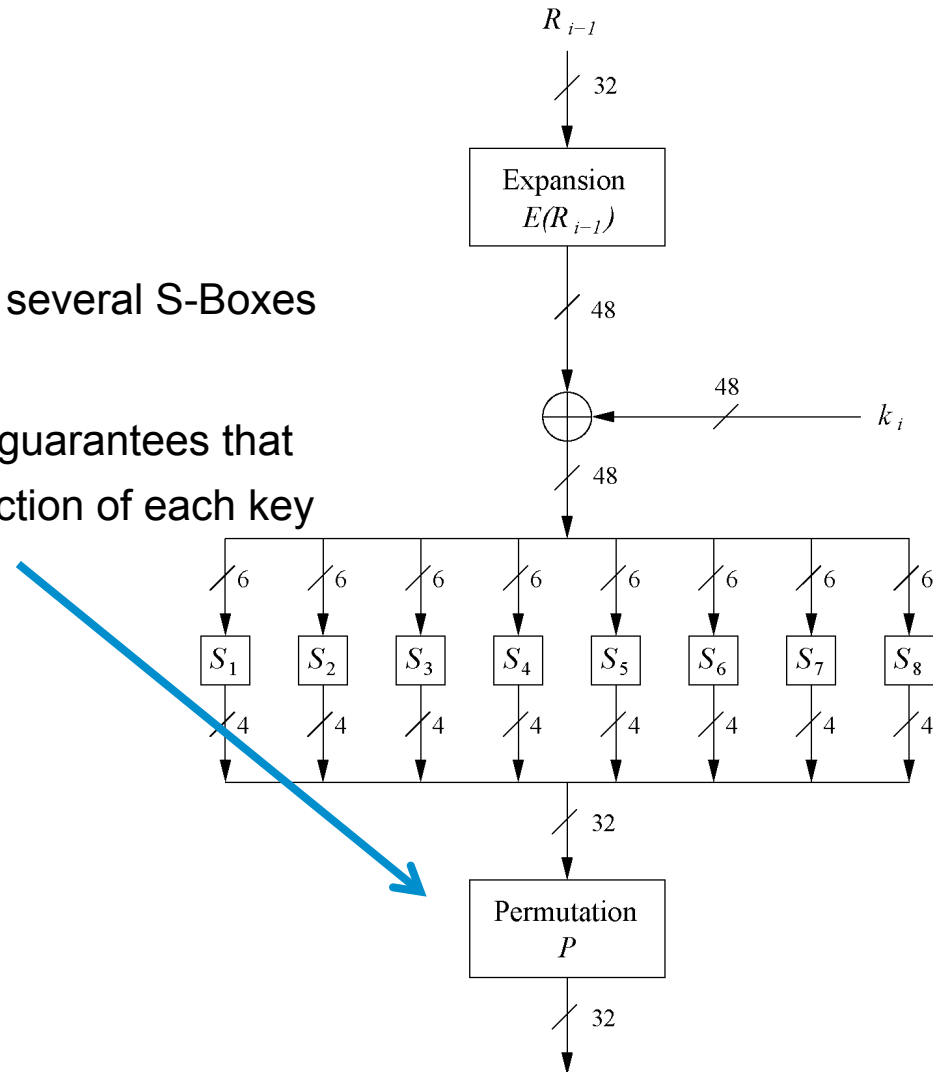 R i−1
32
Expansion
E(R i−1)
several S-Boxes
48
48
k i
guarantees that
48
ction of each key
6 6 6 6 6 6 6 6
S1 S2 S3 S4 S5 S6 S7 S8
4 4 4 4 4 4 4 4
32
Permutation
P
32